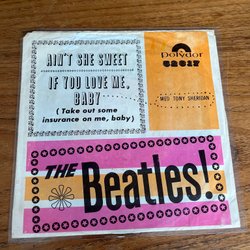 AIN'T SHE SWEET
IF YOU LOVE ME,
BABY
(Take out some
insurance on me, baby)
Polydor
MED TONY SHERIDAN
THE
Beatles!